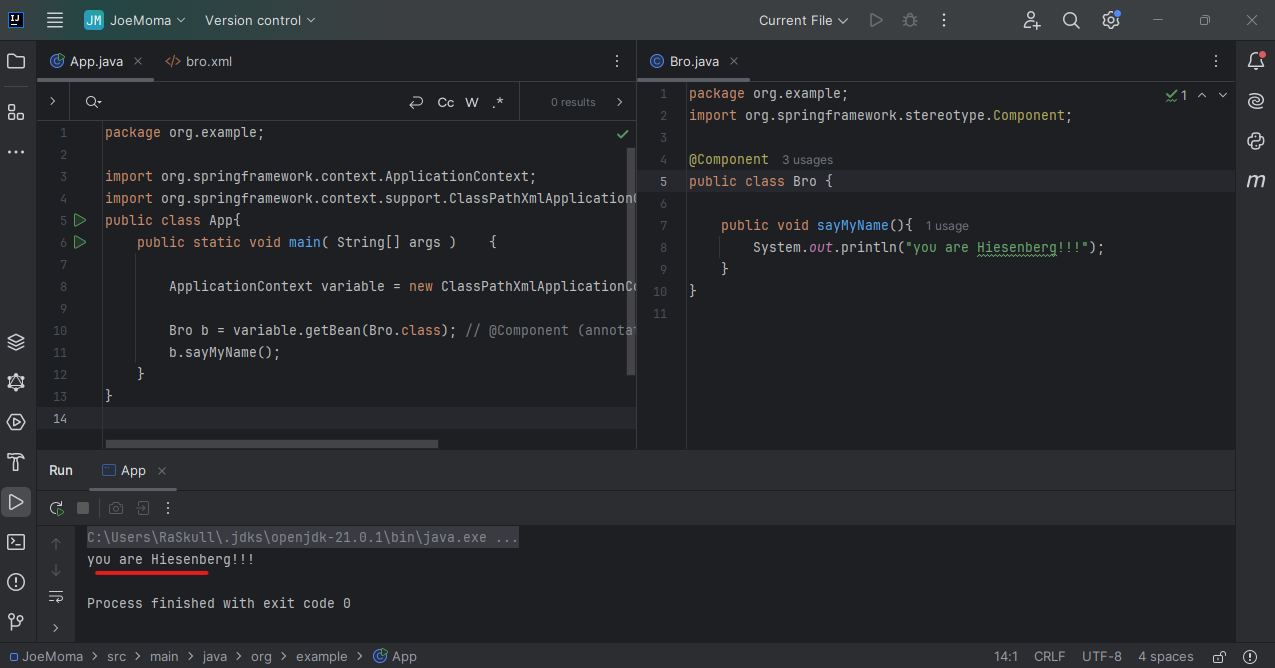 JM JoeMoma Version control Current File
App.java bro.xml Bro.java
Cc W .* 0 results
1 package org.example;
2
3 import org.springframework.context.ApplicationContext;
4 import org.springframework.context.support.ClassPathXmlApplicationC
5 public class App{
6 public static void main( String[] args ) {
7
8 ApplicationContext variable = new ClassPathXmlApplicationCo
9
10 Bro b = variable.getBean(Bro.class); // @Component (annotat
11 b.sayMyName();
12 }
13 }
14
1 package org.example; 1
2 import org.springframework.stereotype.Component;
3
4 @Component 3 usages
5 public class Bro {
6
7 public void sayMyName(){ 1 usage
8 System.out.println("you are Hiesenberg!!!");
9 }
10 }
11
m
Run App
C:\Users\RaSkull\.jdks\openjdk-21.0.1\bin\java.exe ...
you are Hiesenberg!!!
Process finished with exit code 0
JoeMoma > src > main > java > org > example > App 14:1 CRLF UTF-8 4 spaces